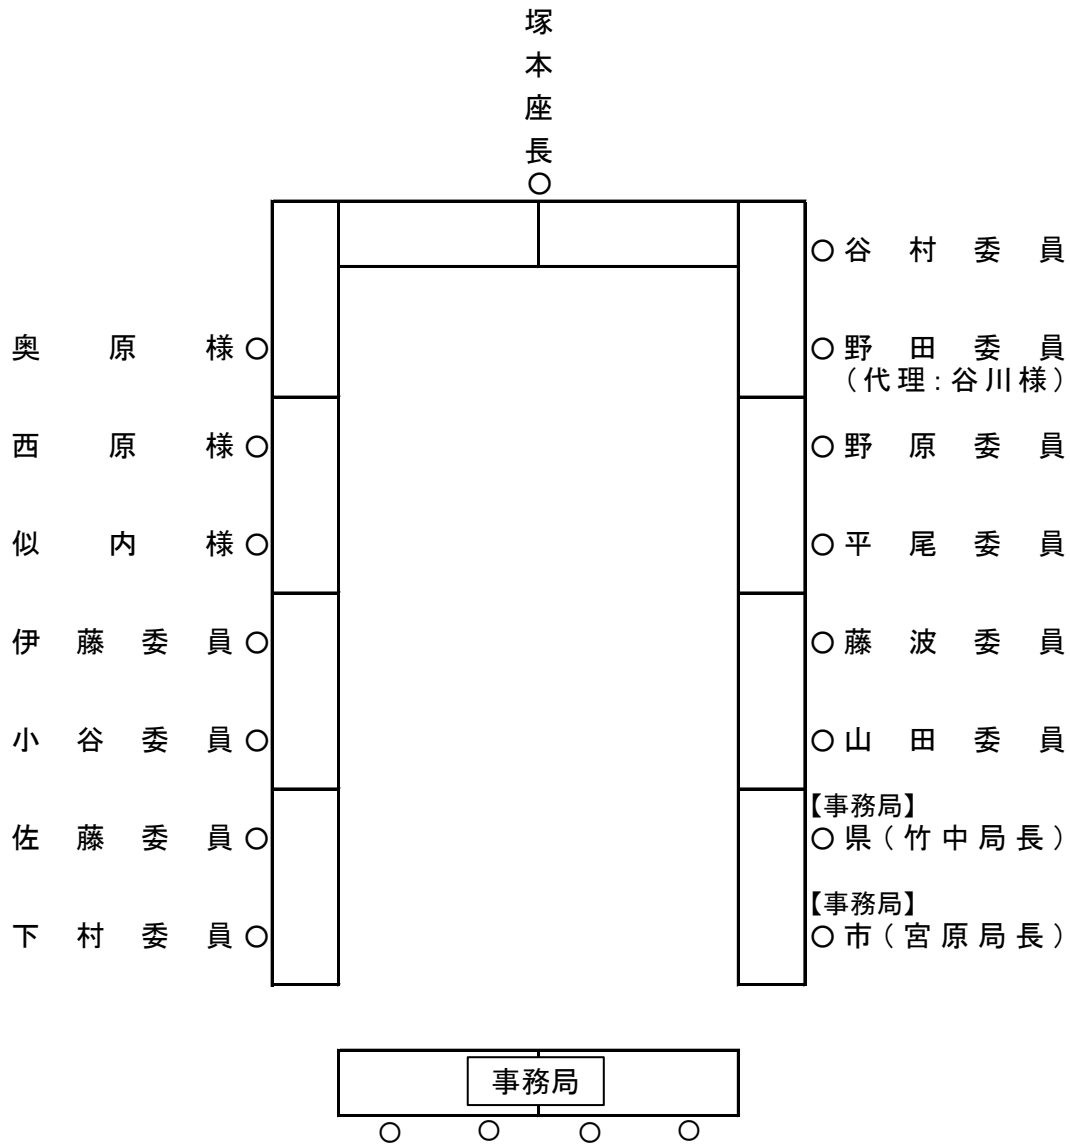 塚本座長
谷村委員
奥原様
野田委員
（代理：谷川様）
西原様
野原委員
似内様
平尾委員
伊藤委員
藤波委員
小谷委員
山田委員
【事務局】
佐藤委員
県（竹中局長）
【事務局】
下村委員
市（宮原局長）
事務局